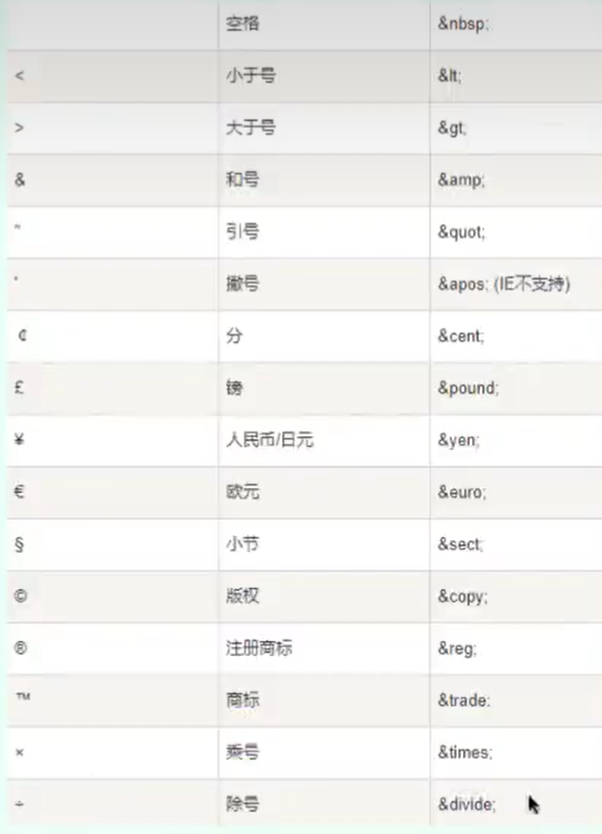 空格 &nbsp;
< 小于号 &lt;
> 大于号 &gt;
& 和号 &amp;
" 引号 &quot;
' 撇号 &apos; (IE不支持)
¢ 分 &cent;
£ 镑 &pound;
¥ 人民币/日元 &yen;
€ 欧元 &euro;
§ 小节 &sect;
© 版权 &copy;
® 注册商标 &reg;
™ 商标 &trade;
× 乘号 &times;
÷ 除号 &divide;